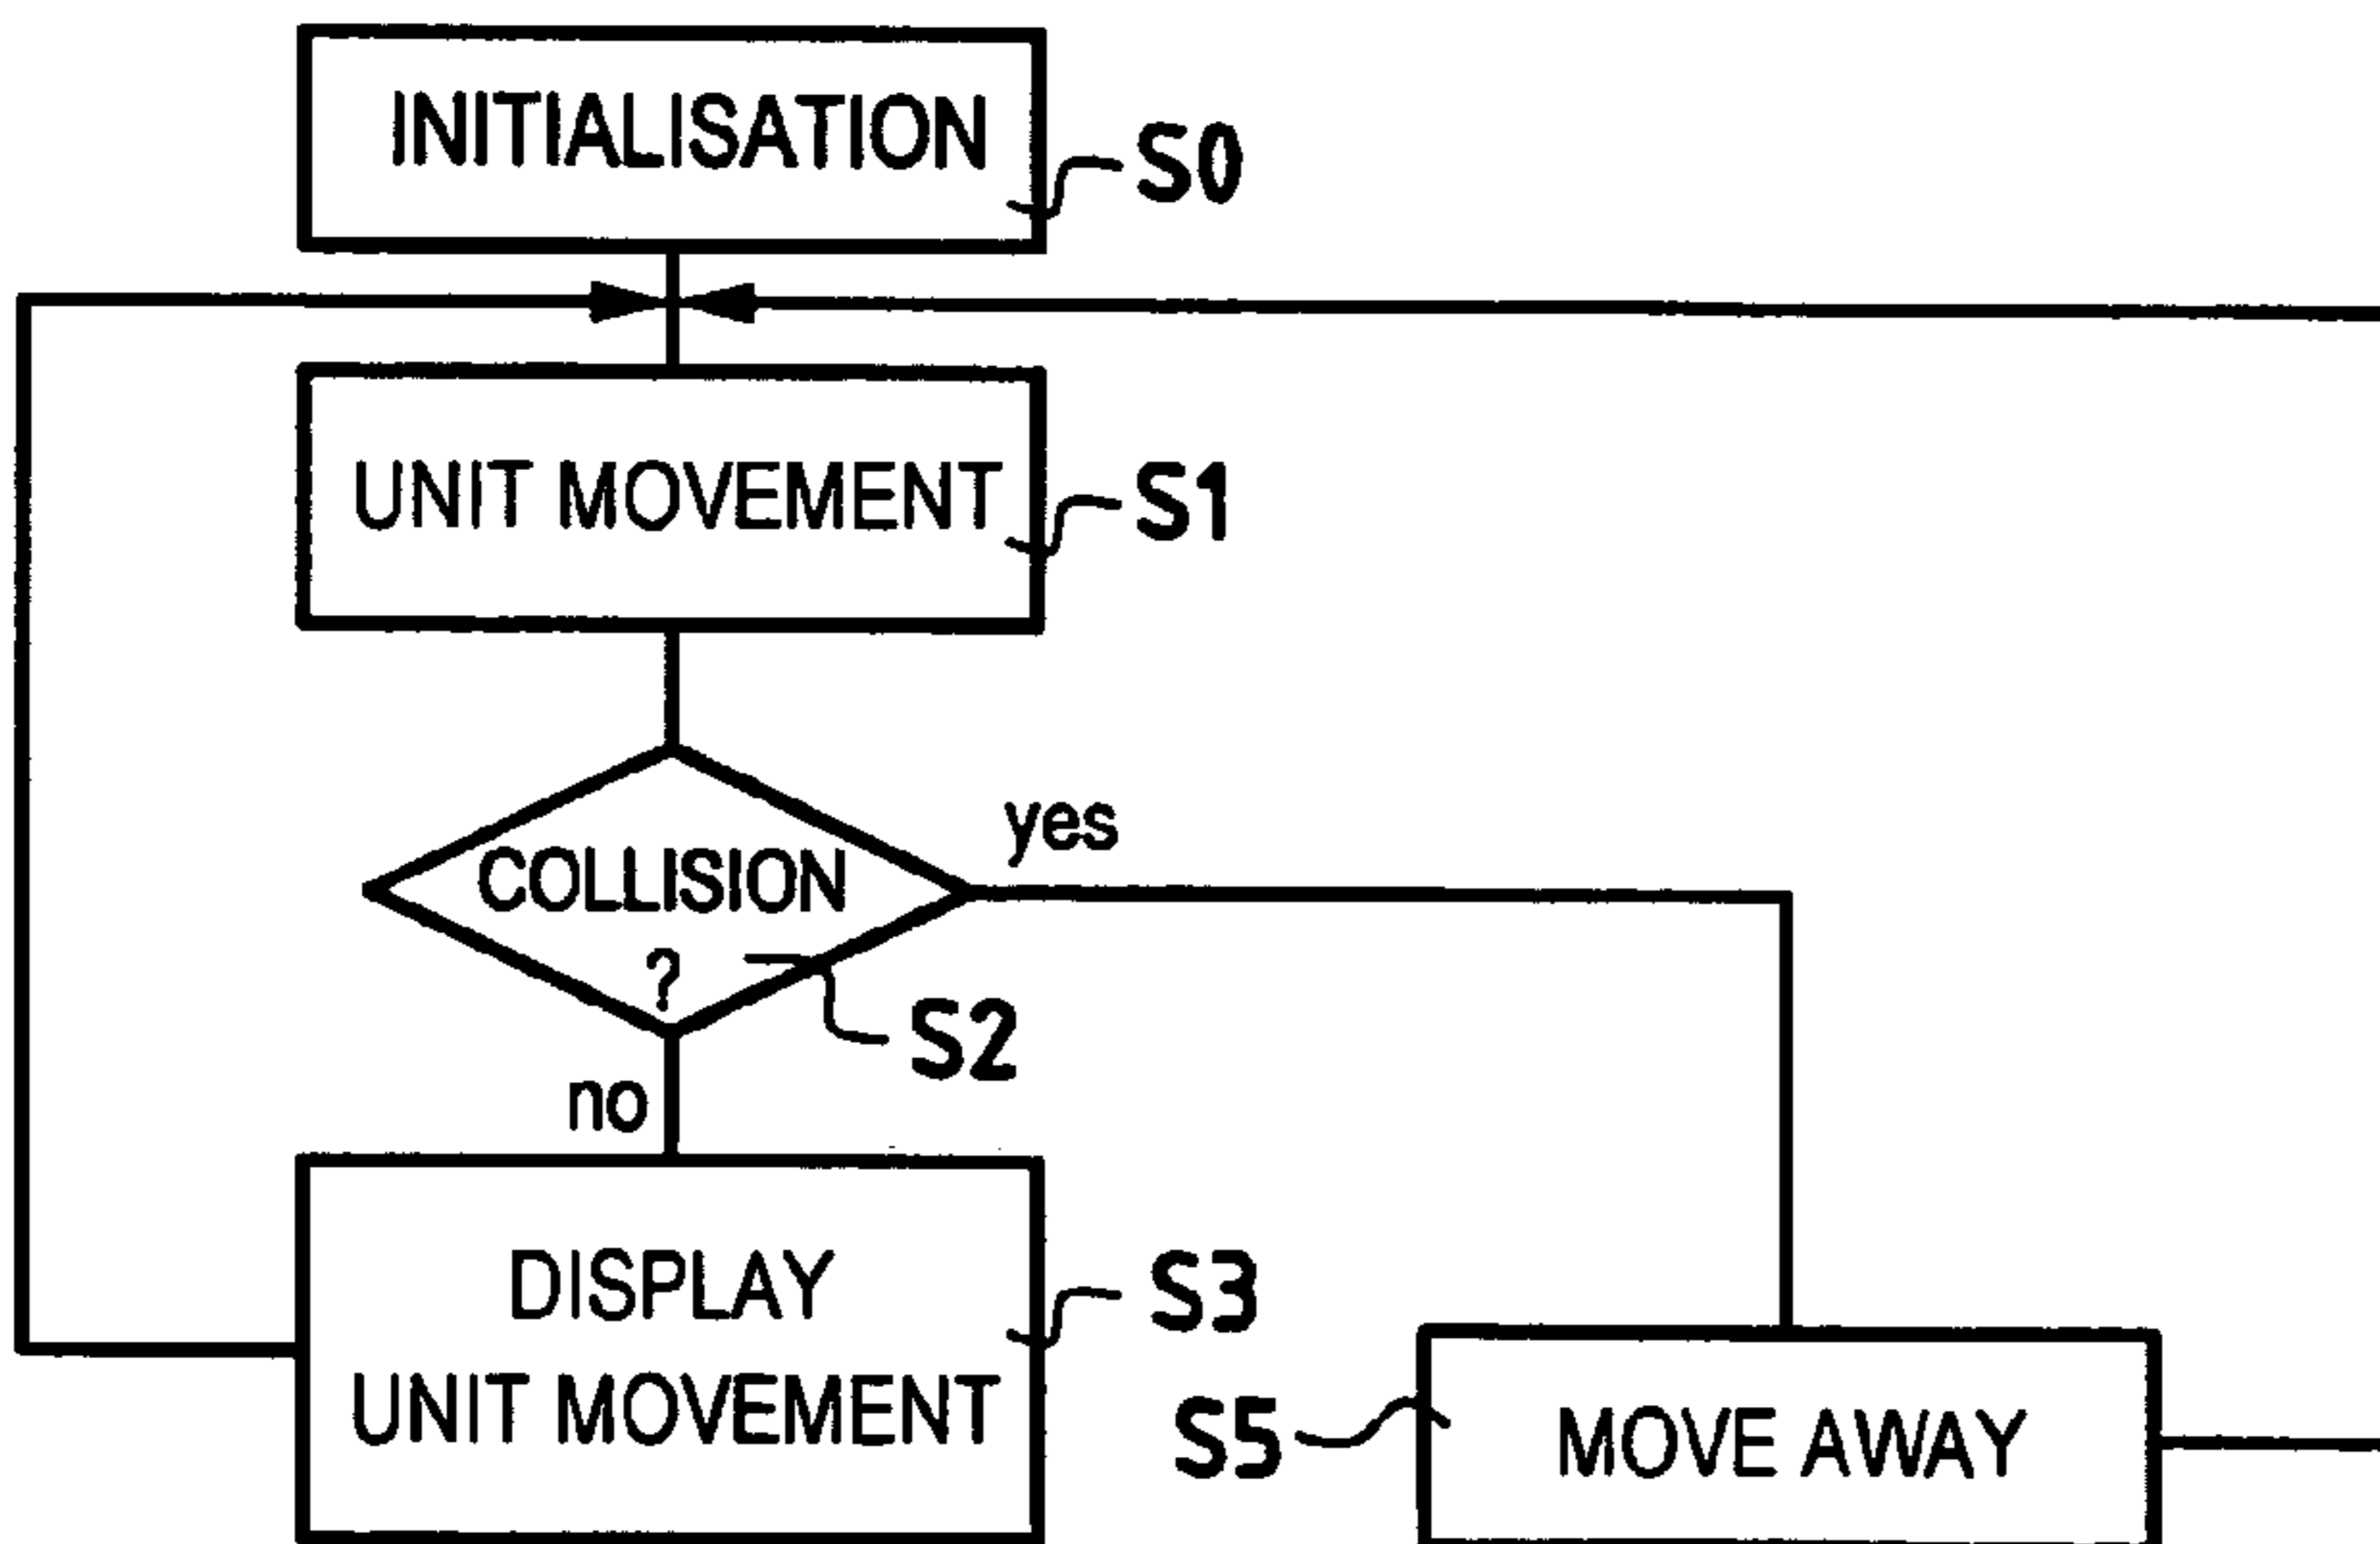 INITIALISATION
S0
UNIT MOVEMENT
S1
yes
COLLISION
?
S2
no
DISPLAY
UNIT MOVEMENT
S3
S5
MOVE AWAY